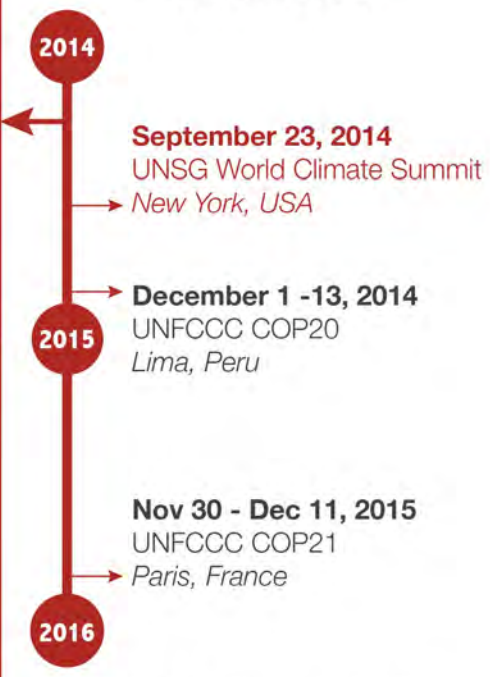 2014
September 23, 2014
UNSG World Climate Summit
New York, USA
December 1 -13, 2014
UNFCCC COP20
2015
Lima, Peru
Nov 30 - Dec 11, 2015
UNFCCC COP21
Paris, France
2016